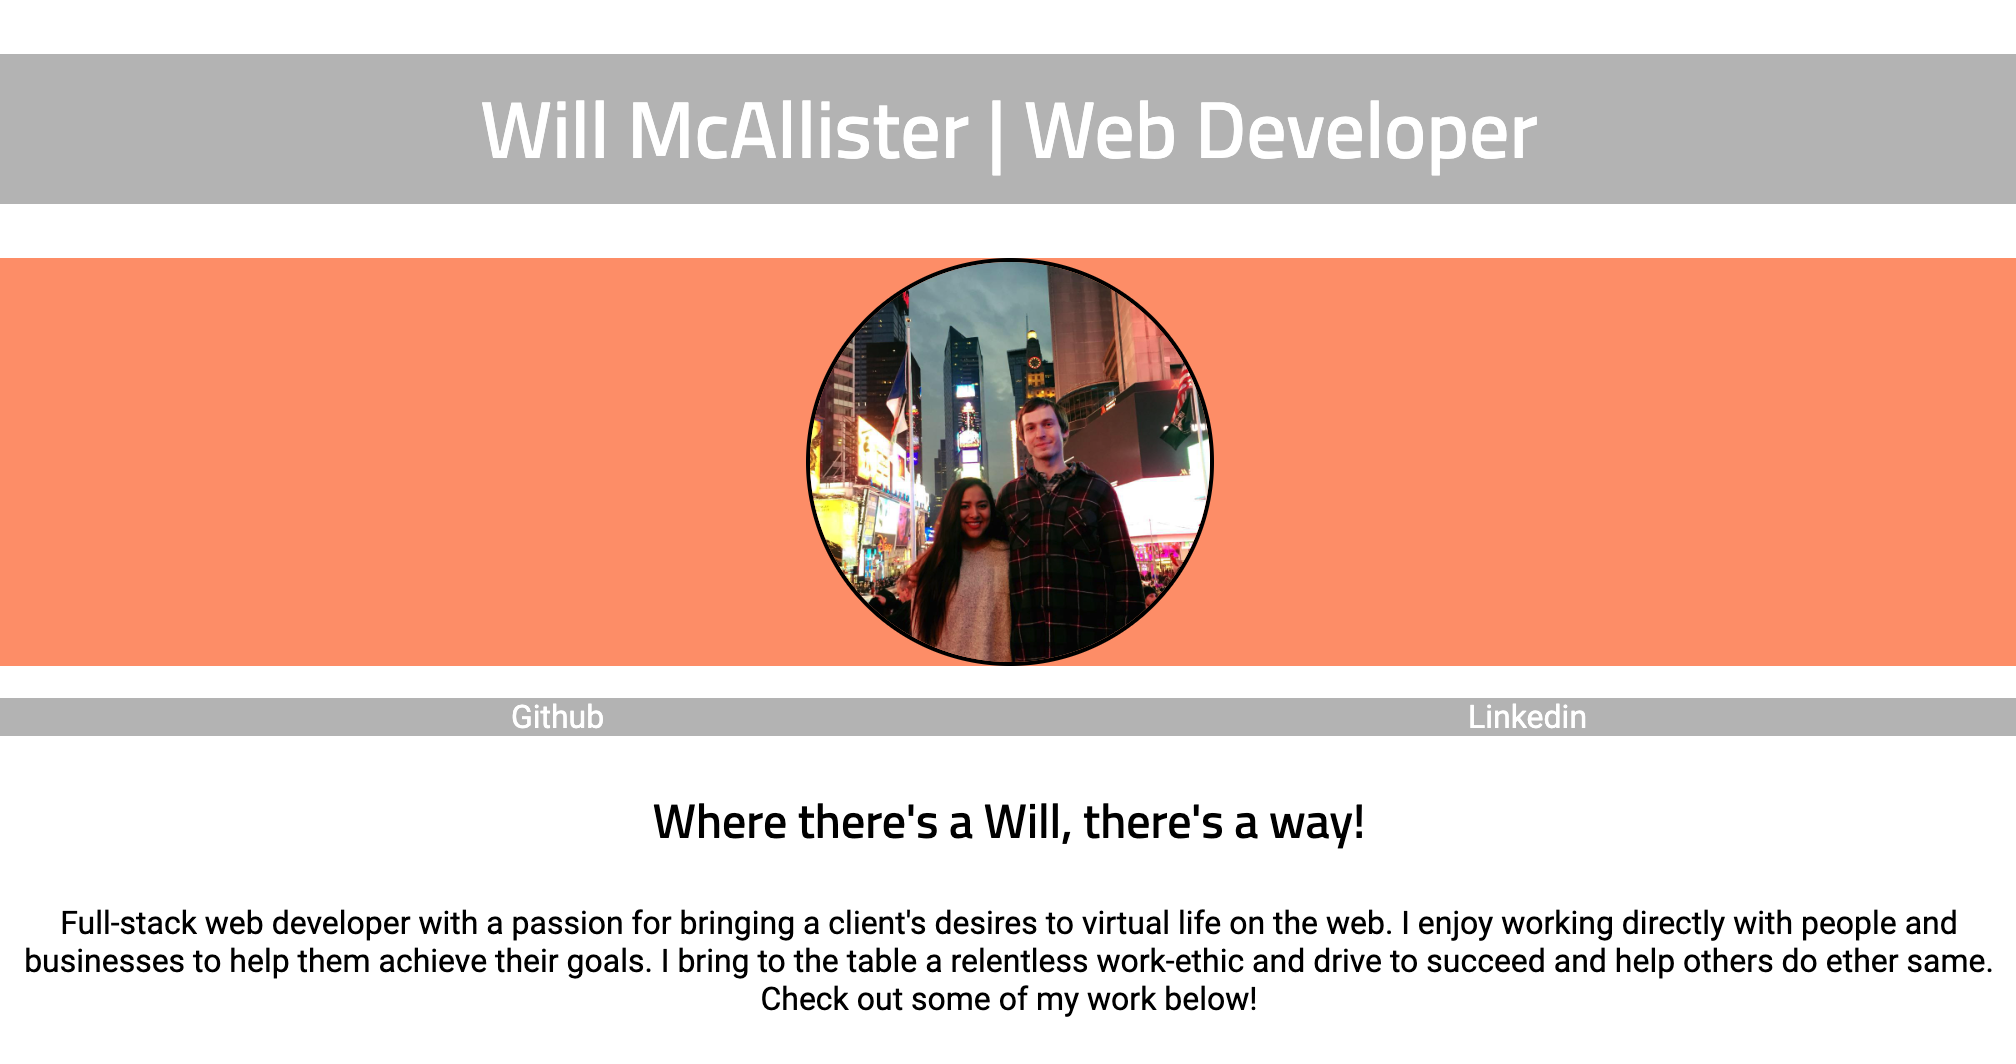 Will McAllister | Web Developer
Github
Linkedin
Where there's a Will, there's a way!
Full-stack web developer with a passion for bringing a client's desires to virtual life on the web. I enjoy working directly with people and
businesses to help them achieve their goals. I bring to the table a relentless work-ethic and drive to succeed and help others do ether same.
Check out some of my work below!